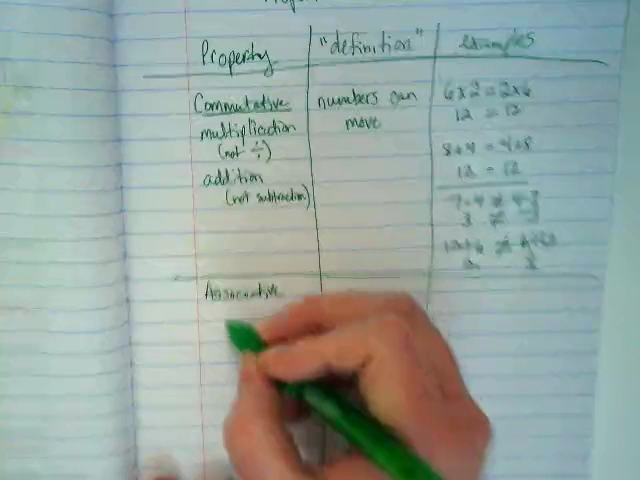 Property "definition" examples
Commutative numbers can move
multiplication
(not ÷)
addition
(not subtraction)
6 x 2 = 2 x 6
12 = 12
8 + 4 = 4 + 8
12 = 12
Associative